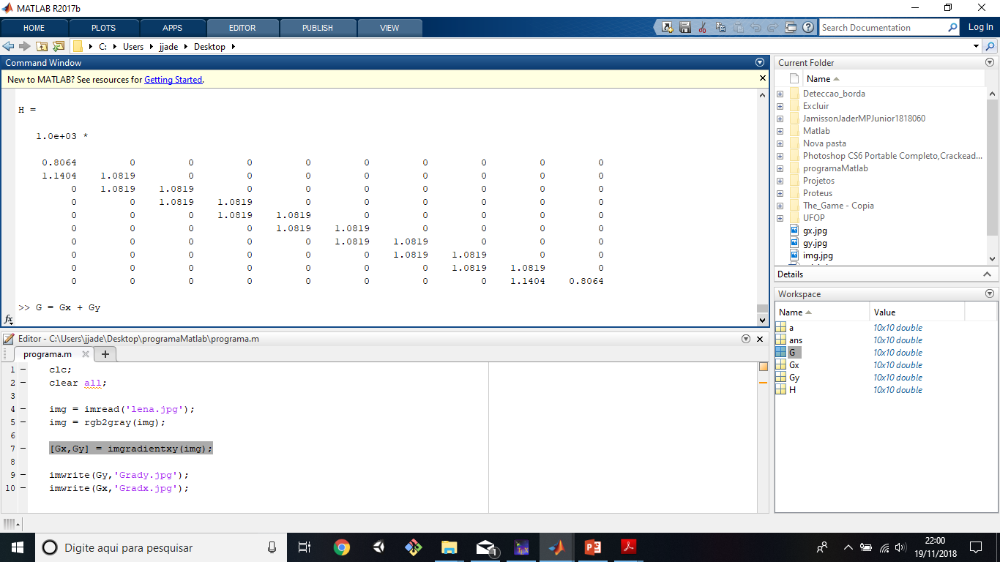 MATLAB R2017b
HOME PLOTS APPS EDITOR PUBLISH VIEW Search Documentation Log In
C: Users jjade Desktop
Command Window
New to MATLAB? See resources for Getting Started.
H =
1.0e+03 *
0.8064 0 0 0 0 0 0 0 0 0
1.1404 1.0819 0 0 0 0 0 0 0 0
0 1.0819 1.0819 0 0 0 0 0 0 0
0 0 1.0819 1.0819 0 0 0 0 0 0
0 0 0 1.0819 1.0819 0 0 0 0 0
0 0 0 0 1.0819 1.0819 0 0 0 0
0 0 0 0 0 1.0819 1.0819 0 0 0
0 0 0 0 0 0 1.0819 1.0819 0 0
0 0 0 0 0 0 0 1.0819 1.0819 0
0 0 0 0 0 0 0 0 1.1404 0.8064
>> G = Gx + Gy
fx
Editor - C:\Users\jjade\Desktop\programaMatlab\programa.m
programa.m
1 clc;
2 clear all;
3
4 img = imread('lena.jpg');
5 img = rgb2gray(img);
6
7 [Gx,Gy] = imgradientxy(img);
8
9 imwrite(Gy,'Grady.jpg');
10 imwrite(Gx,'Gradx.jpg');
Current Folder
Name
Deteccao_borda
Excluir
JamissonJaderMPJunior1818060
Matlab
Nova pasta
Photoshop CS6 Portable Completo,Crackead...
programaMatlab
Projetos
Proteus
The_Game - Copia
UFOP
gx.jpg
gy.jpg
img.jpg
Details
Workspace
Name Value
a 10x10 double
ans 10x10 double
G 10x10 double
Gx 10x10 double
Gy 10x10 double
H 10x10 double
Digite aqui para pesquisar
1
22:00
19/11/2018